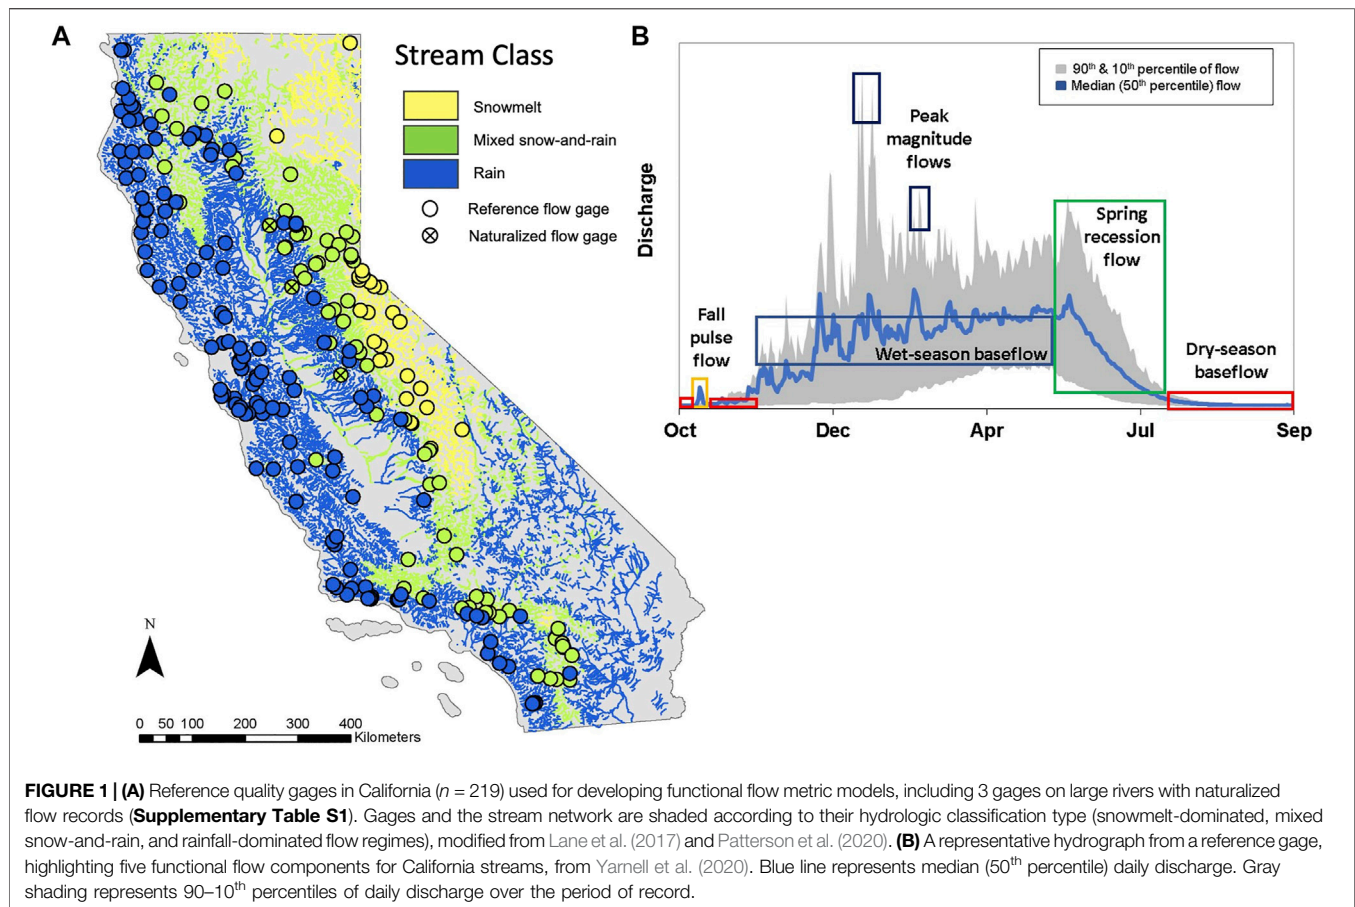 A
Stream Class
Snowmelt
Mixed snow-and-rain
Rain
Reference flow gage
Naturalized flow gage
N
0 50 100 200 300 400
Kilometers
B
90th & 10th percentile of flow
Median (50th percentile) flow
Discharge
Peak
magnitude
flows
Spring
recession
flow
Fall
pulse
flow
Wet-season baseflow
Dry-season
baseflow
Oct Dec Apr Jul Sep
FIGURE 1 | (A) Reference quality gages in California (n = 219) used for developing functional flow metric models, including 3 gages on large rivers with naturalized
flow records (Supplementary Table S1). Gages and the stream network are shaded according to their hydrologic classification type (snowmelt-dominated, mixed
snow-and-rain, and rainfall-dominated flow regimes), modified from Lane et al. (2017) and Patterson et al. (2020). (B) A representative hydrograph from a reference gage,
highlighting five functional flow components for California streams, from Yarnell et al. (2020). Blue line represents median (50th percentile) daily discharge. Gray
shading represents 90–10th percentiles of daily discharge over the period of record.